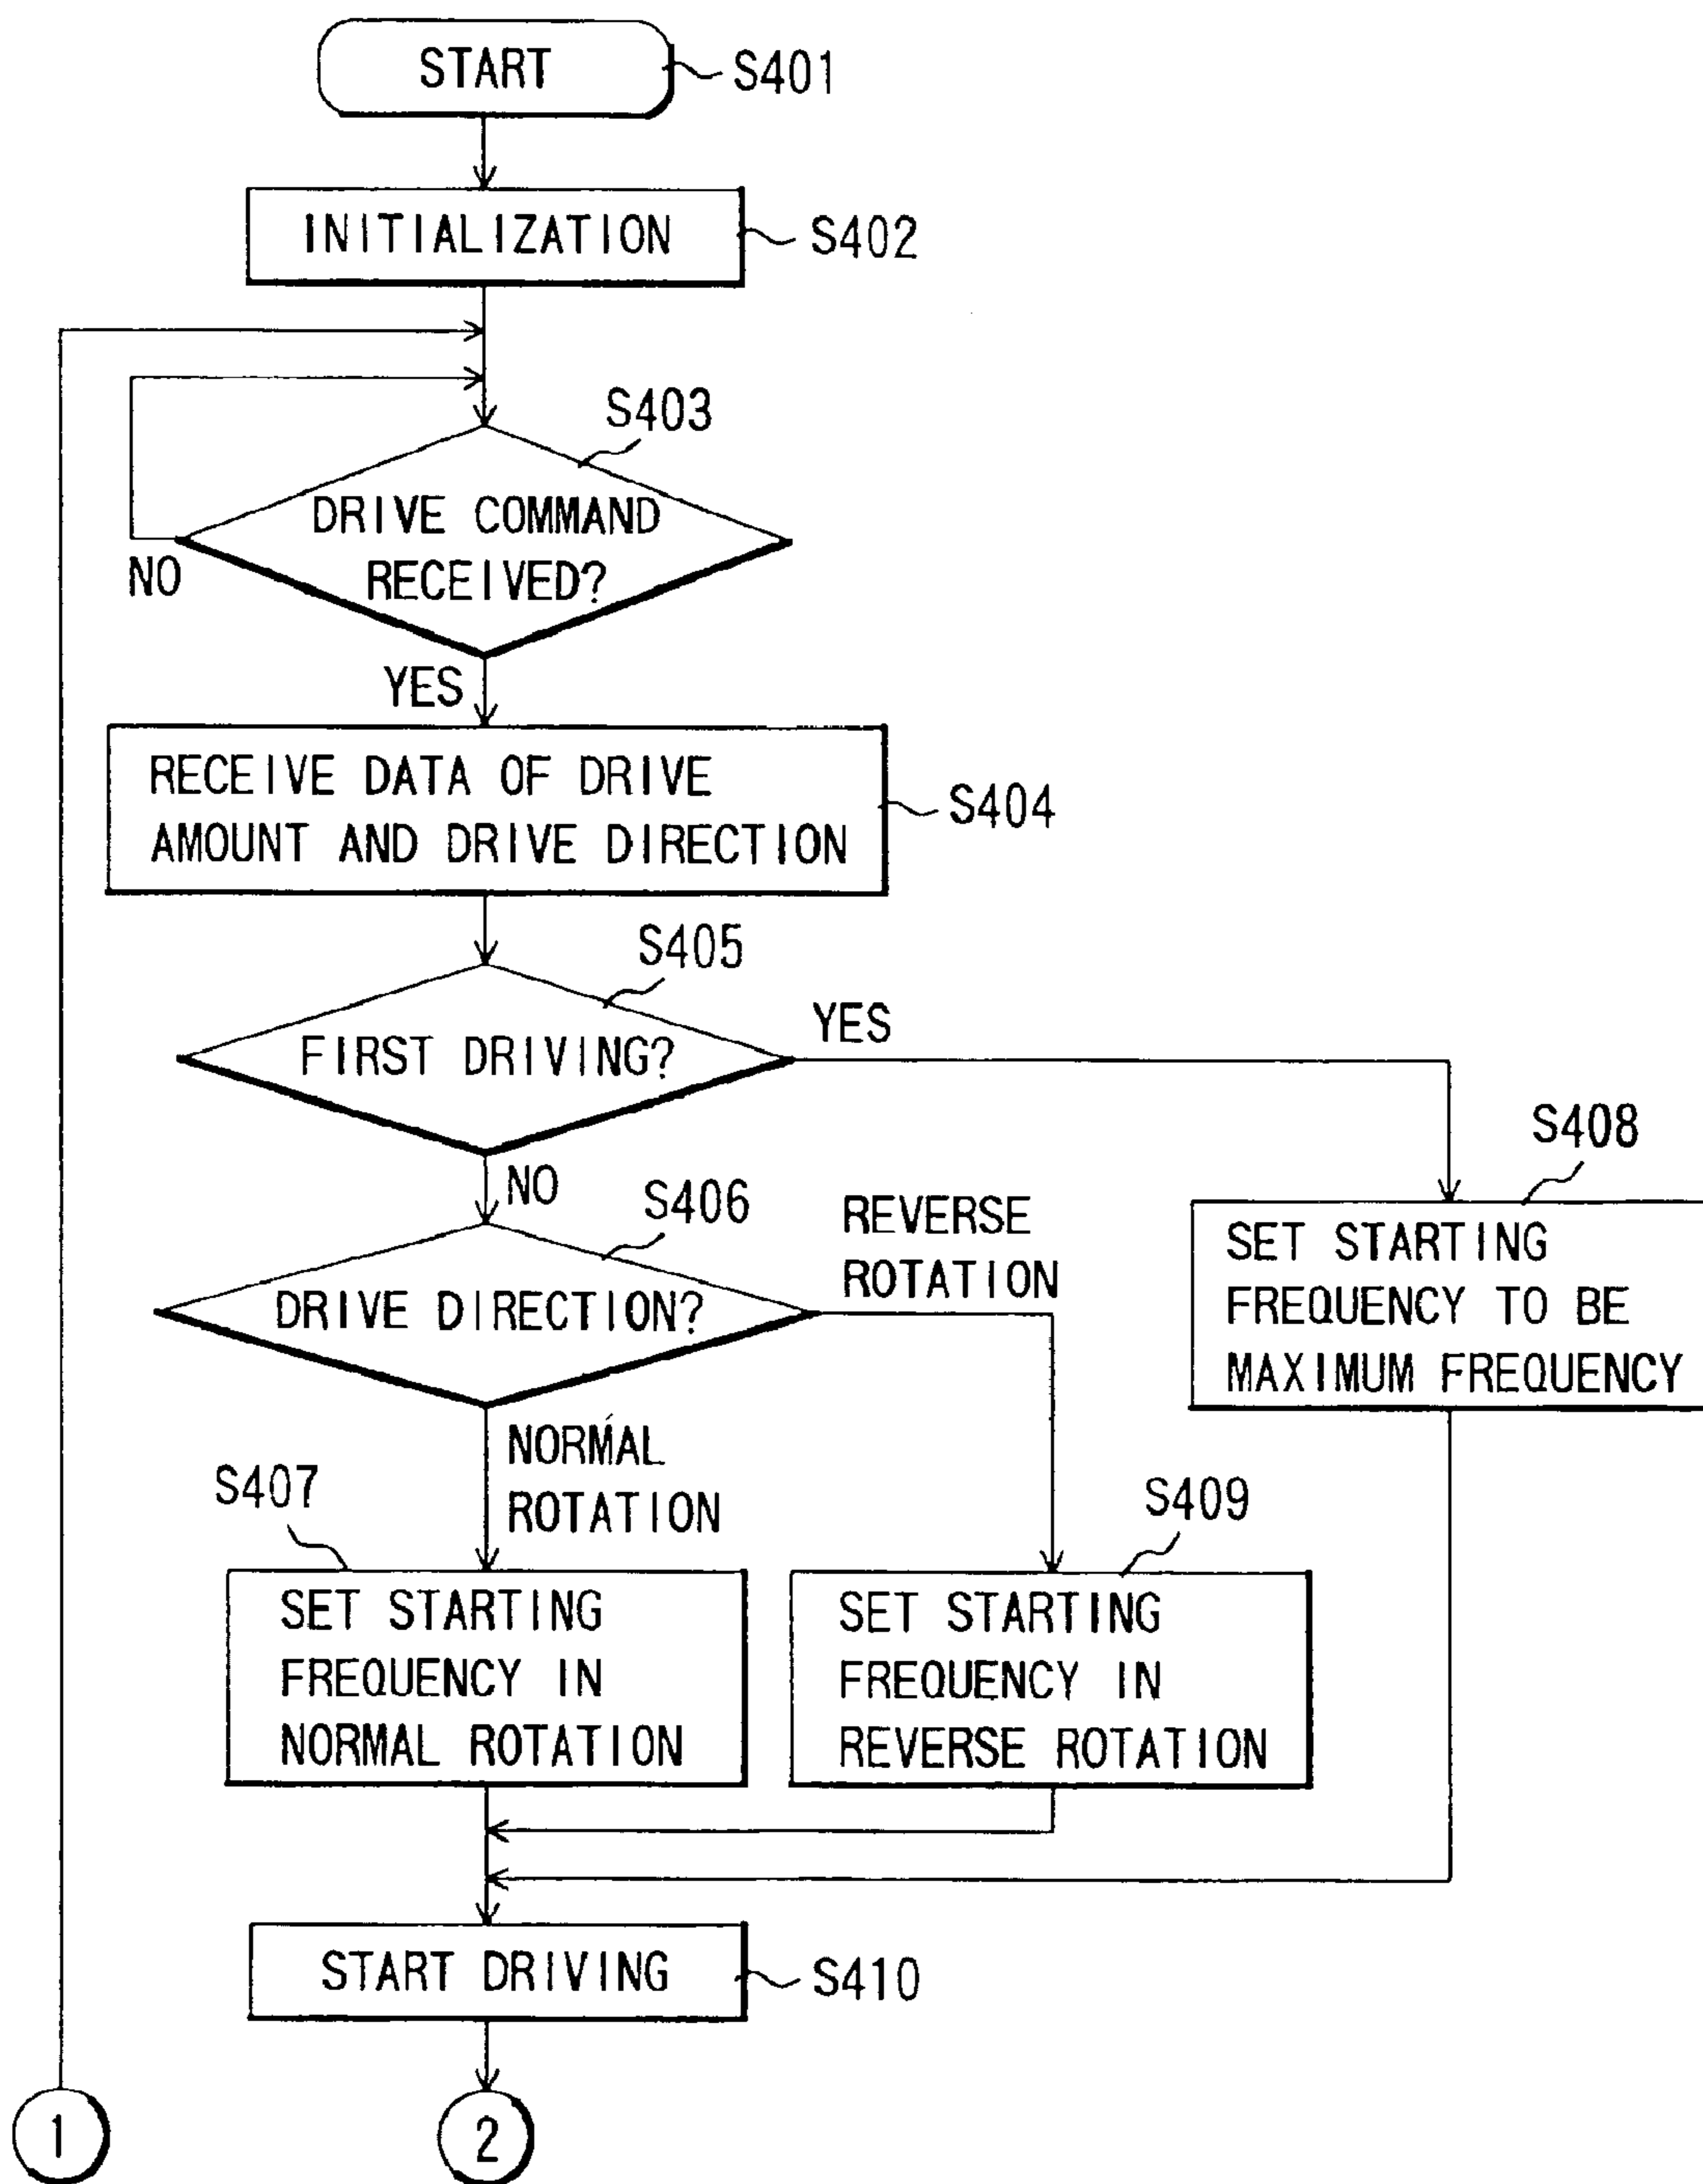 START
S401
INITIALIZATION
S402
S403
DRIVE COMMAND
RECEIVED?
NO
YES
RECEIVE DATA OF DRIVE
AMOUNT AND DRIVE DIRECTION
S404
S405
FIRST DRIVING?
YES
NO
S406
DRIVE DIRECTION?
REVERSE
ROTATION
S408
SET STARTING
FREQUENCY TO BE
MAXIMUM FREQUENCY
NORMAL
ROTATION
S407
SET STARTING
FREQUENCY IN
NORMAL ROTATION
S409
SET STARTING
FREQUENCY IN
REVERSE ROTATION
START DRIVING
S410
1
2